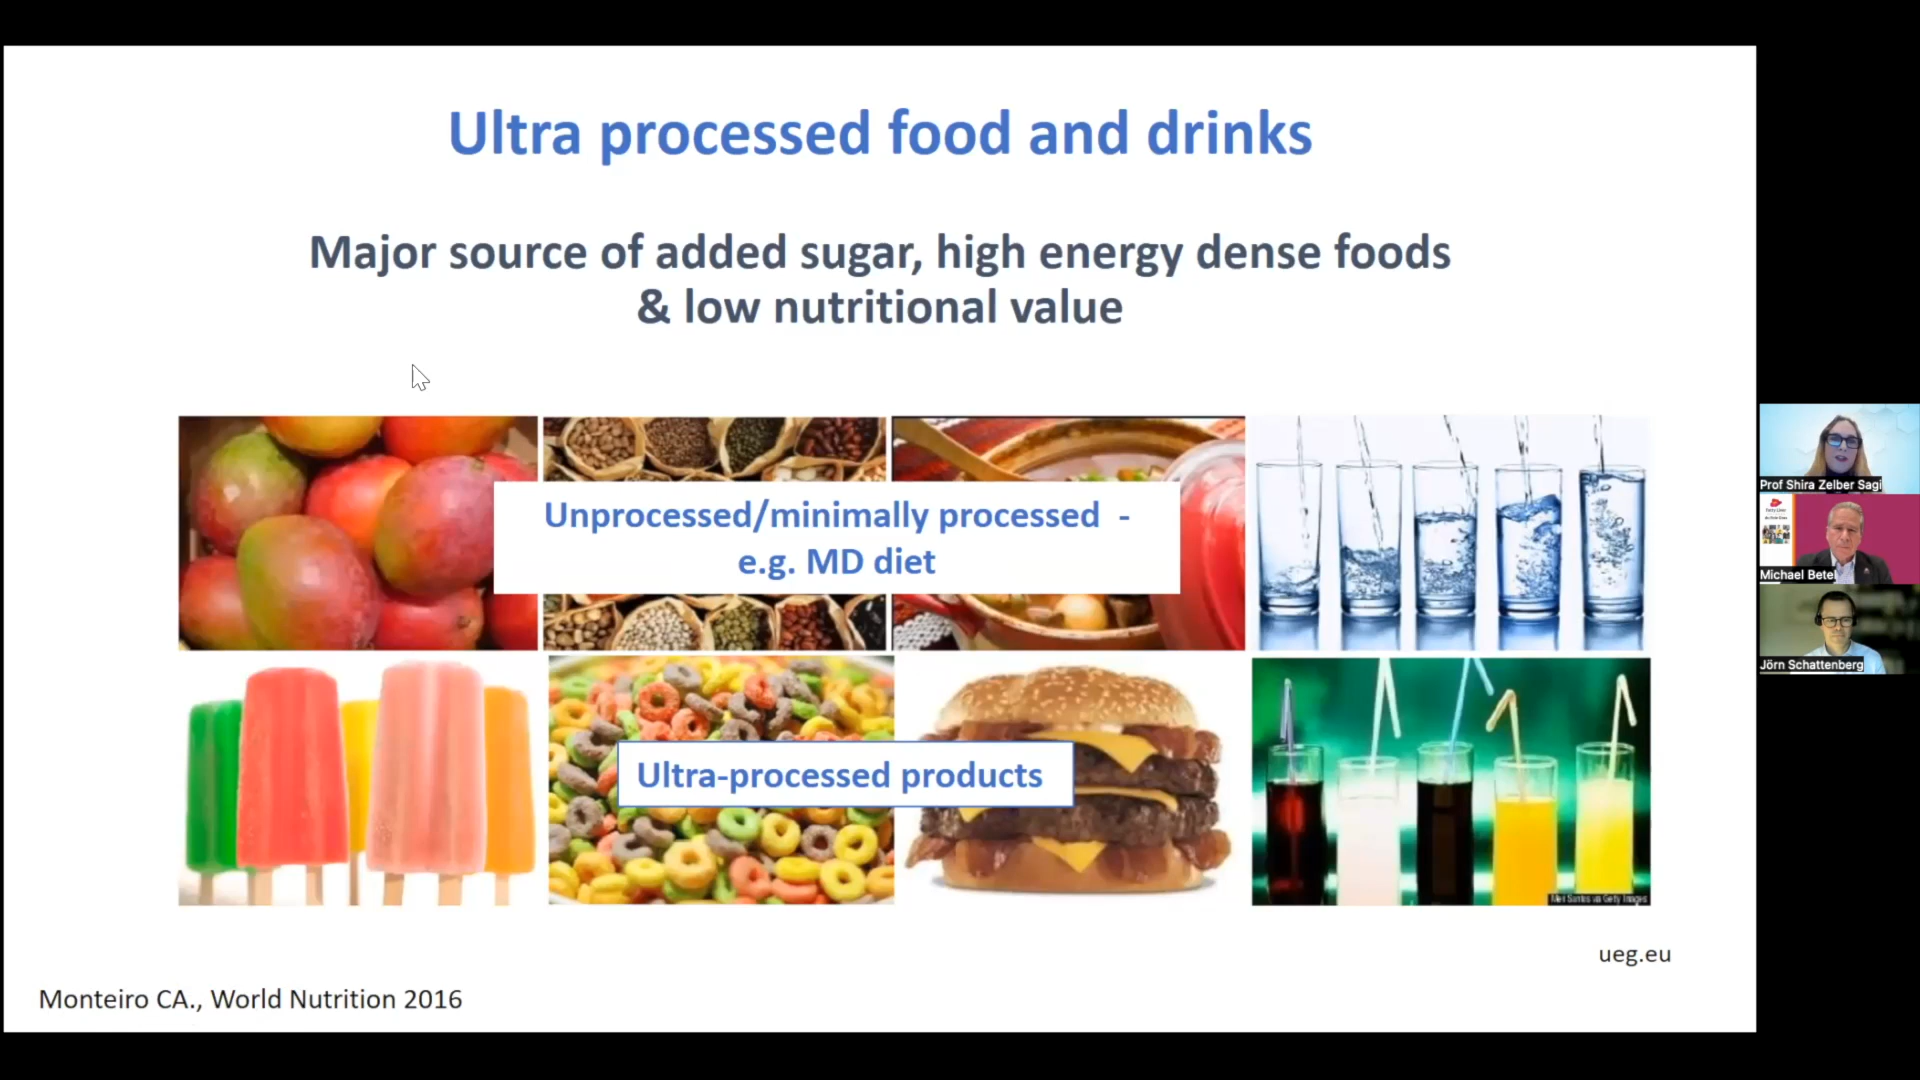 Ultra processed food and drinks
Major source of added sugar, high energy dense foods
& low nutritional value
Unprocessed/minimally processed -
e.g. MD diet
Ultra-processed products
ueg.eu
Monteiro CA., World Nutrition 2016
Prof Shira Zelber Sagi
Michael Betel
Jörn Schattenberg